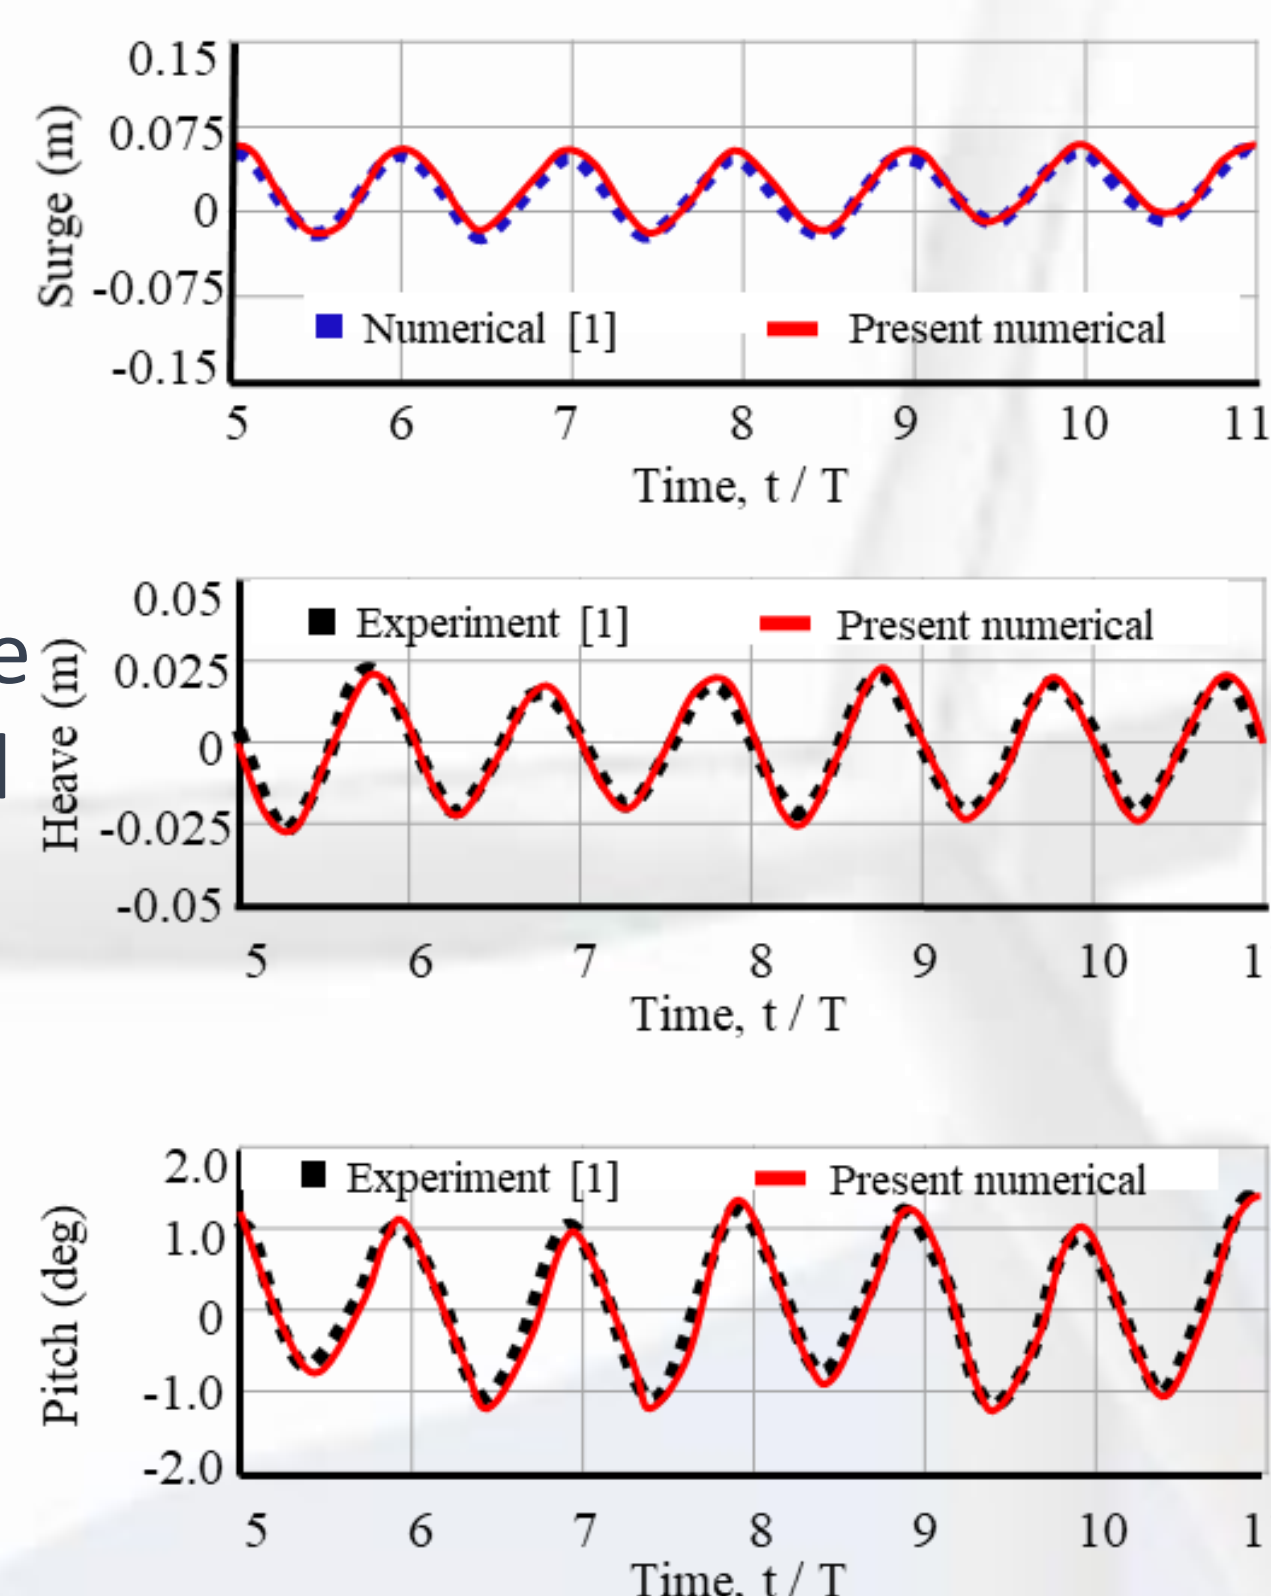 0.15
0.075
0
-0.075
-0.15
Surge (m)
Numerical [1] Present numerical
5 6 7 8 9 10 11
Time, t / T
e
0.05
0.025
0
-0.025
-0.05
Heave (m)
Experiment [1] Present numerical
5 6 7 8 9 10 1
Time, t / T
2.0
1.0
0
-1.0
-2.0
Pitch (deg)
Experiment [1] Present numerical
5 6 7 8 9 10 1
Time, t / T